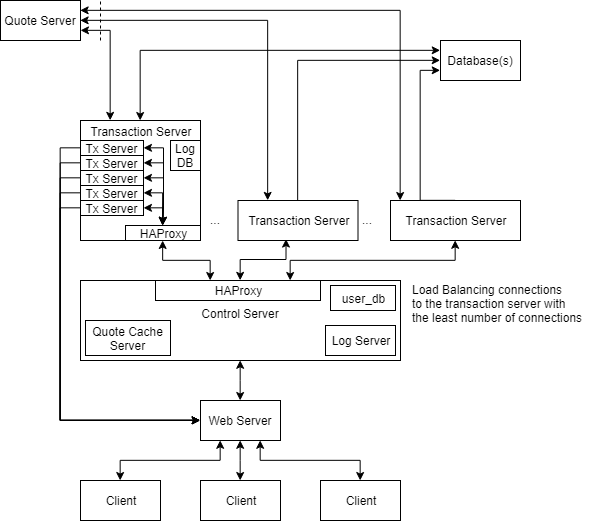 Quote Server
Database(s)
Transaction Server
Tx Server
Tx Server
Tx Server
Tx Server
Tx Server
Log
DB
HAProxy
...
Transaction Server
...
Transaction Server
HAProxy
Control Server
user_db
Quote Cache
Server
Log Server
Load Balancing connections
to the transaction server with
the least number of connections
Web Server
Client
Client
Client